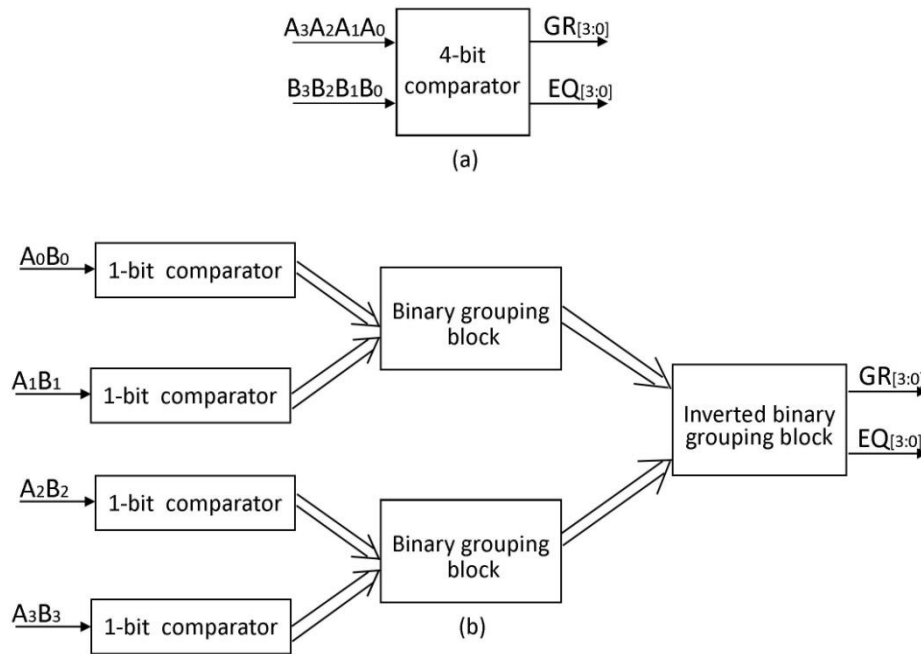 A3A2A1A0
GR[3:0]
4-bit
comparator
B3B2B1B0
EQ[3:0]
(a)
A0B0
1-bit comparator
Binary grouping
block
A1B1
1-bit comparator
GR[3:0]
Inverted binary
grouping block
EQ[3:0]
A2B2
1-bit comparator
Binary grouping
block
A3B3
1-bit comparator
(b)